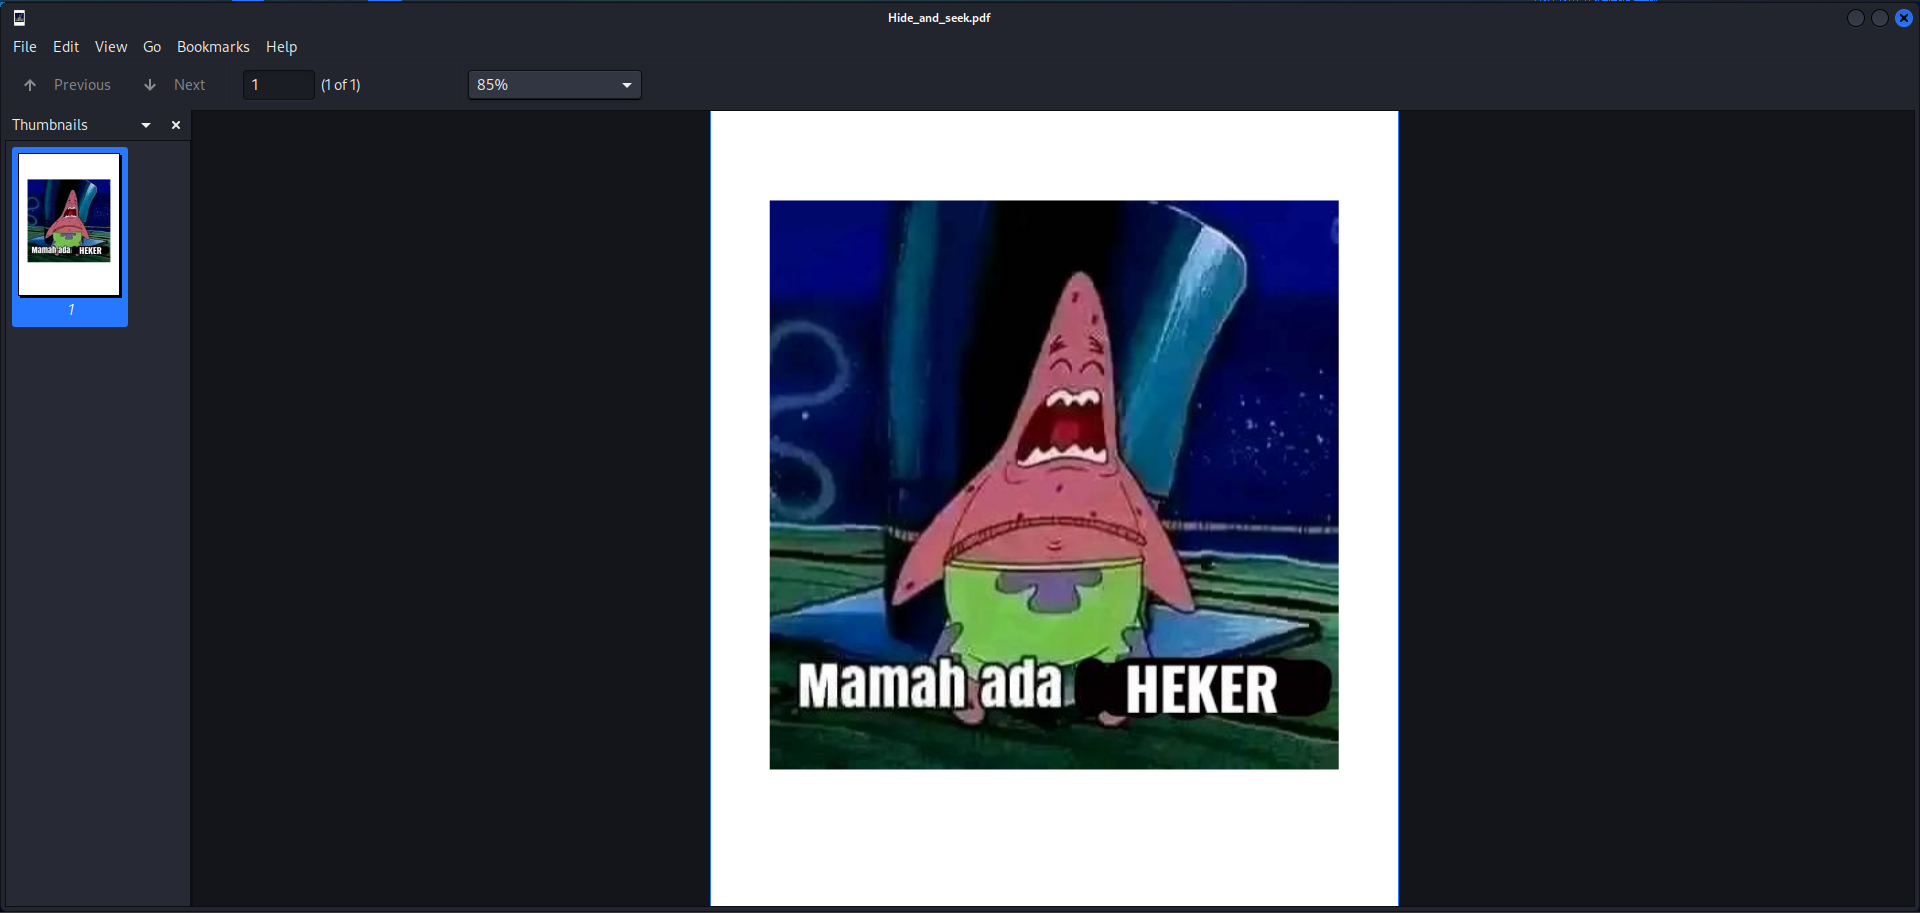 Hide_and_seek.pdf
File Edit View Go Bookmarks Help
Previous Next 1 (1 of 1) 85%
Thumbnails
Mamah ada HEKER
1
Mamah ada HEKER